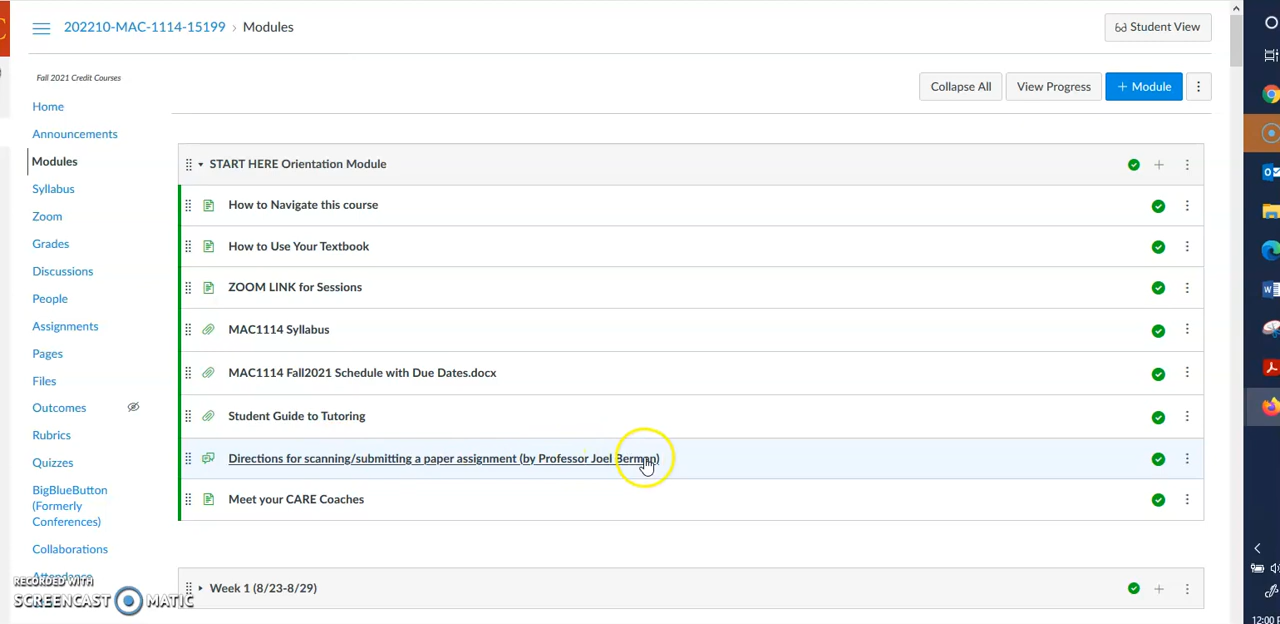 202210-MAC-1114-15199 › Modules
Student View
Fall 2021 Credit Courses
Collapse All
View Progress
+ Module
Home
Announcements
Modules
Syllabus
Zoom
Grades
Discussions
People
Assignments
Pages
Files
Outcomes
Rubrics
Quizzes
BigBlueButton
(Formerly
Conferences)
Collaborations
Attendance
START HERE Orientation Module
How to Navigate this course
How to Use Your Textbook
ZOOM LINK for Sessions
MAC1114 Syllabus
MAC1114 Fall2021 Schedule with Due Dates.docx
Student Guide to Tutoring
Directions for scanning/submitting a paper assignment (by Professor Joel Berman)
Meet your CARE Coaches
Week 1 (8/23-8/29)
RECORDED WITH
SCREENCAST MATIC
12:00